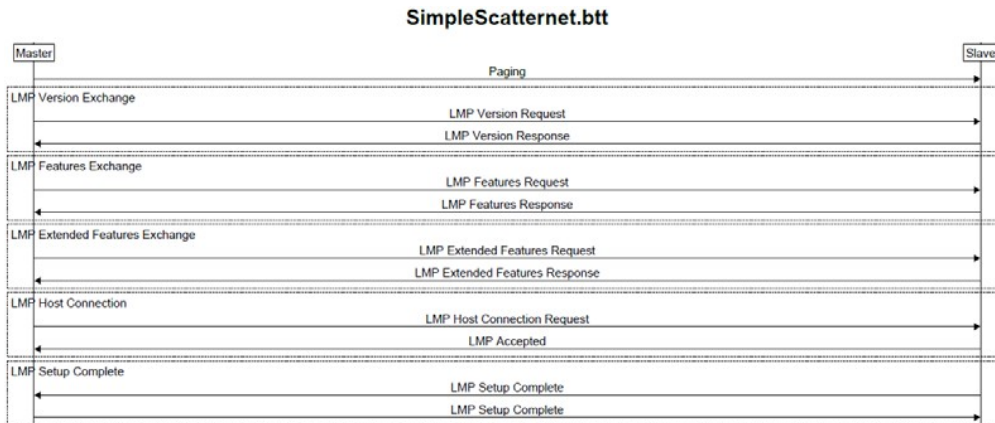 SimpleScatternet.btt
Master
Slave
Paging
LMP Version Exchange
LMP Version Request
LMP Version Response
LMP Features Exchange
LMP Features Request
LMP Features Response
LMP Extended Features Exchange
LMP Extended Features Request
LMP Extended Features Response
LMP Host Connection
LMP Host Connection Request
LMP Accepted
LMP Setup Complete
LMP Setup Complete
LMP Setup Complete